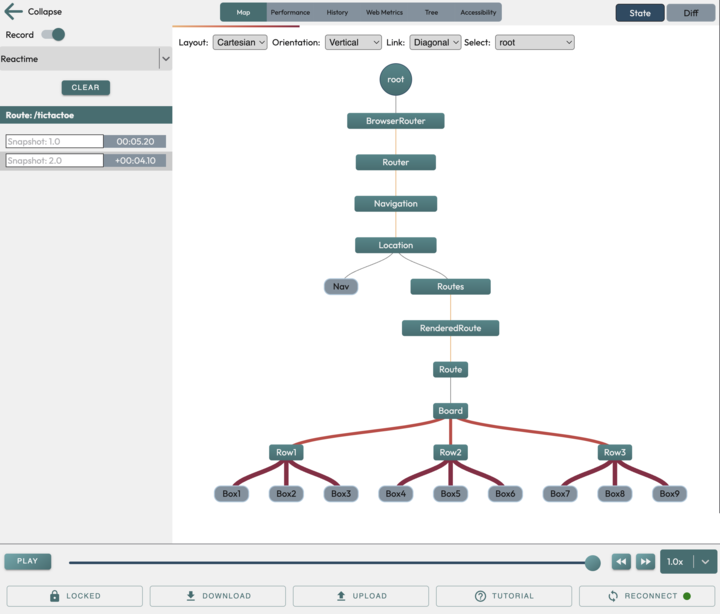 Collapse Map Performance History Web Metrics Tree Accessibility State Diff
Record
Layout: Cartesian Orientation: Vertical Link: Diagonal Select: root
Reactime
CLEAR
Route: /tictactoe
Snapshot: 1.0 00:05.20
Snapshot: 2.0 +00:04.10
root
BrowserRouter
Router
Navigation
Location
Nav Routes
RenderedRoute
Route
Board
Row1 Row2 Row3
Box1 Box2 Box3 Box4 Box5 Box6 Box7 Box8 Box9
PLAY 1.0x
LOCKED DOWNLOAD UPLOAD TUTORIAL RECONNECT